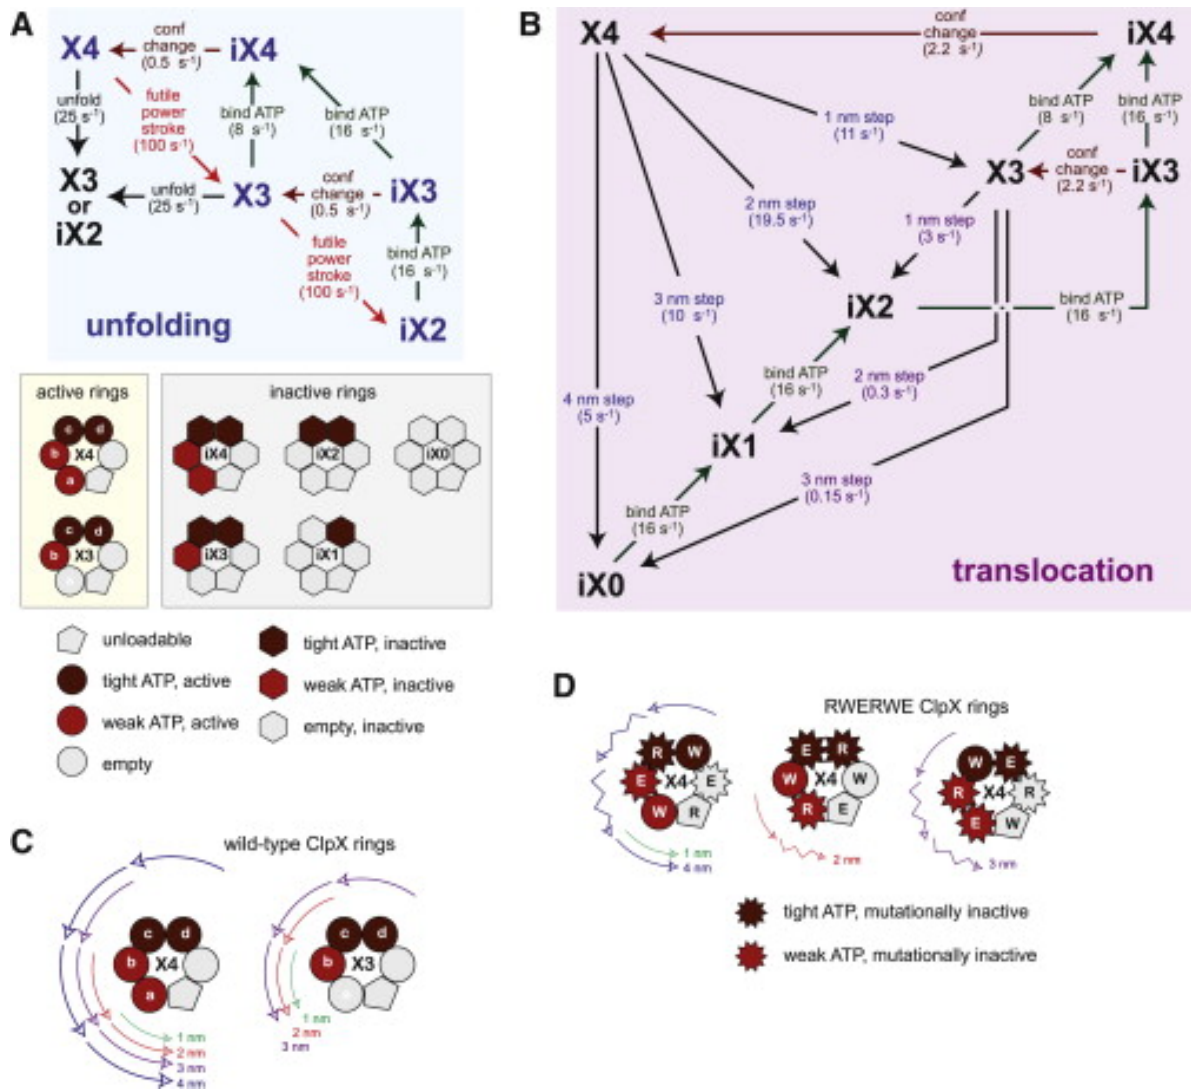 A
X4
conf
change
(0.5 s⁻¹)
iX4
unfold
(25 s⁻¹)
futile
power
stroke
(100 s⁻¹)
bind ATP
(8 s⁻¹)
bind ATP
(16 s⁻¹)
X3
or
iX2
unfold
(25 s⁻¹)
X3
conf
change
(0.5 s⁻¹)
iX3
futile
power
stroke
(100 s⁻¹)
bind ATP
(16 s⁻¹)
iX2
unfolding
active rings
c d
b X4
a
c d
b X3
inactive rings
iX4
iX2
iX0
iX3
iX1
unloadable
tight ATP, active
weak ATP, active
empty
tight ATP, inactive
weak ATP, inactive
empty, inactive
B
X4
conf
change
(2.2 s⁻¹)
iX4
bind ATP
(8 s⁻¹)
bind ATP
(16 s⁻¹)
1 nm step
(11 s⁻¹)
X3
conf
change
(2.2 s⁻¹)
iX3
2 nm step
(19.5 s⁻¹)
1 nm step
(3 s⁻¹)
3 nm step
(10 s⁻¹)
iX2
bind ATP
(16 s⁻¹)
bind ATP
(16 s⁻¹)
2 nm step
(0.3 s⁻¹)
4 nm step
(5 s⁻¹)
iX1
3 nm step
(0.15 s⁻¹)
bind ATP
(16 s⁻¹)
iX0
translocation
C
wild-type ClpX rings
c d
b X4
a
1 nm
2 nm
3 nm
4 nm
c d
b X3
1 nm
2 nm
3 nm
D
RWERWE ClpX rings
R W
E X4 E
W R
1 nm
4 nm
E R
W X4 W
R E
2 nm
W E
R X4 R
E W
3 nm
tight ATP, mutationally inactive
weak ATP, mutationally inactive